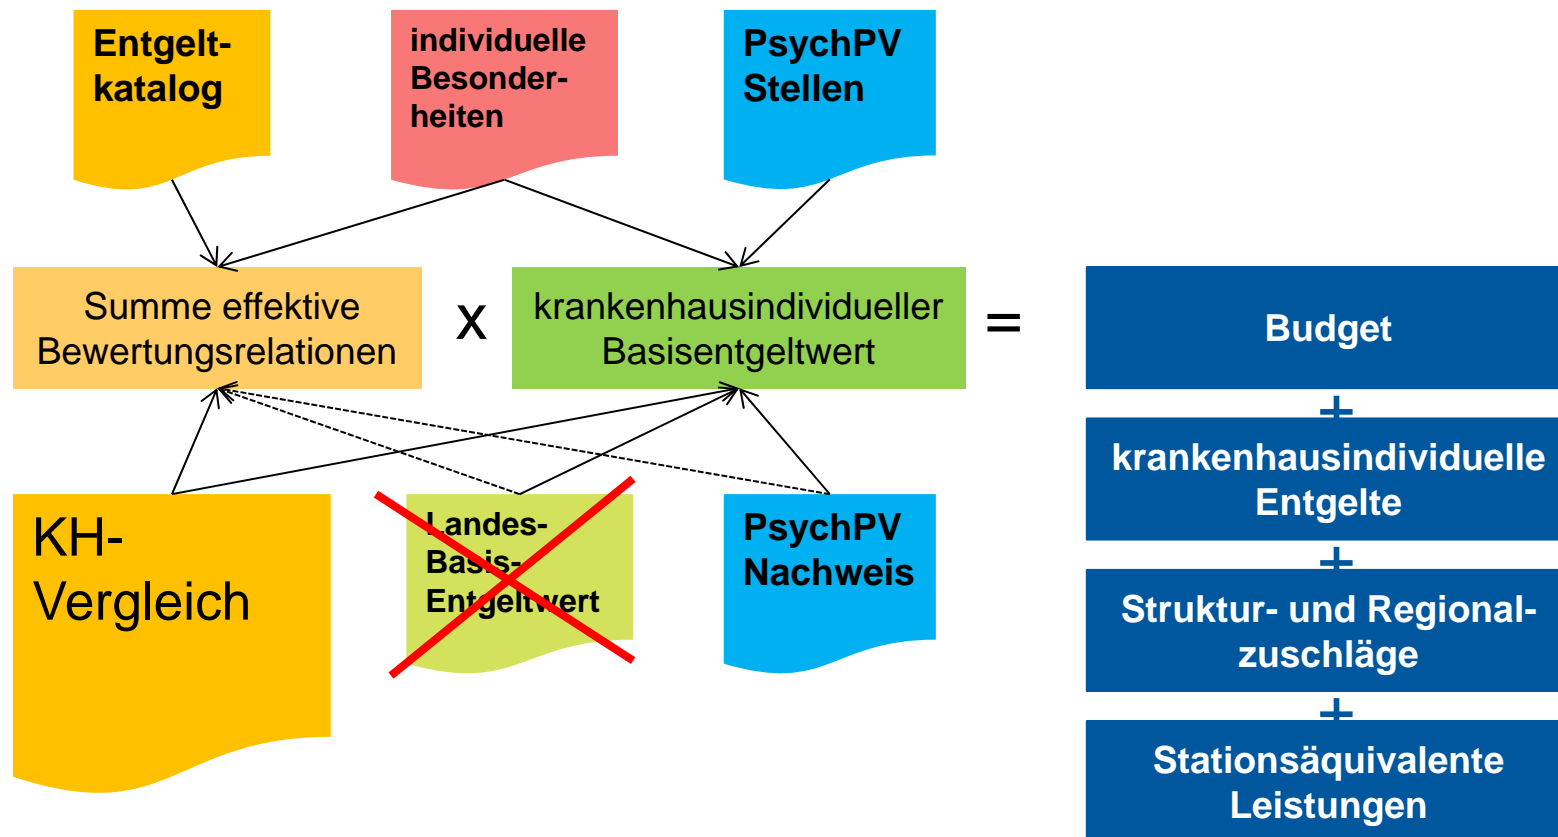 Entgelt-
katalog
individuelle
Besonder-
heiten
PsychPV
Stellen
Summe effektive
Bewertungsrelationen
x
krankenhausindividueller
Basisentgeltwert
=
Budget
+
krankenhausindividuelle
Entgelte
+
Struktur- und Regional-
zuschläge
+
Stationsäquivalente
Leistungen
KH-
Vergleich
Landes-
Basis-
Entgeltwert
PsychPV
Nachweis